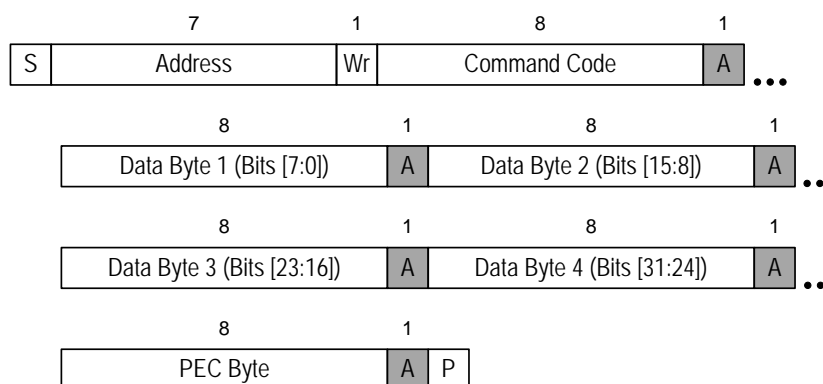 7 1 8 1
S Address Wr Command Code A ...
8 1 8 1
Data Byte 1 (Bits [7:0]) A Data Byte 2 (Bits [15:8]) A ..
8 1 8 1
Data Byte 3 (Bits [23:16]) A Data Byte 4 (Bits [31:24]) A ..
8 1
PEC Byte A P